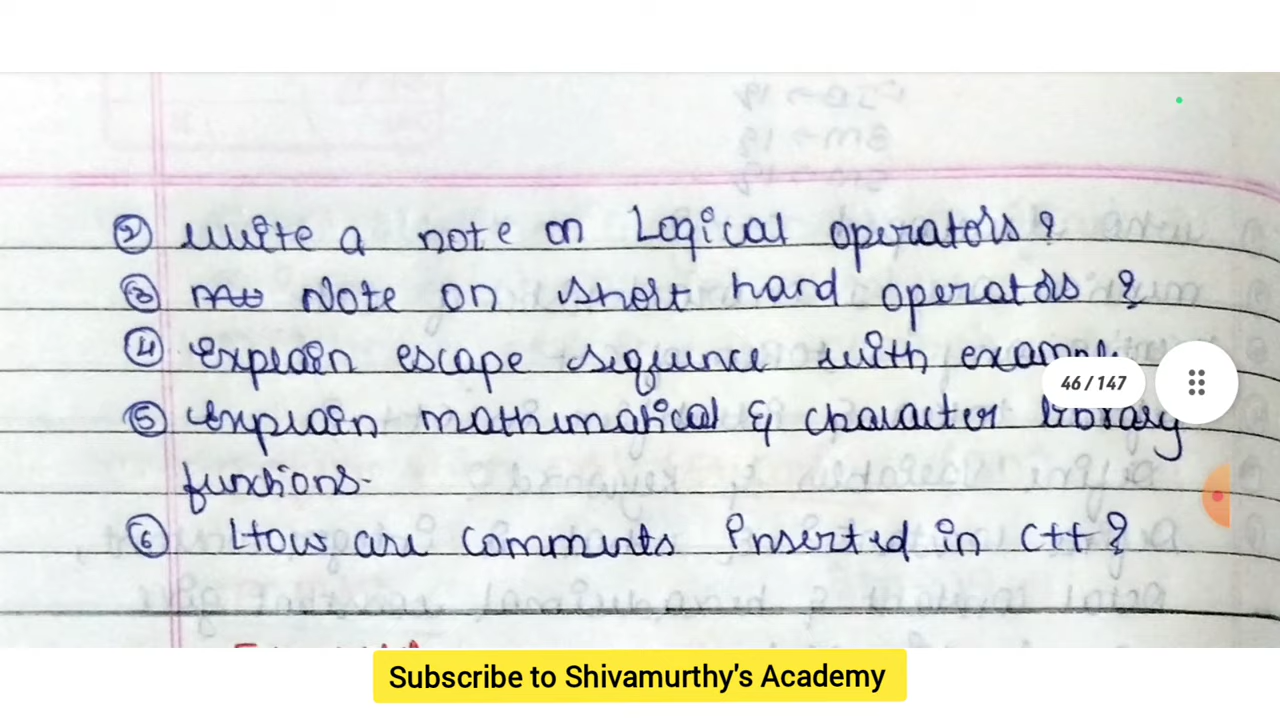 ② Write a note on Logical operators?
③ Note on short hand operators?
④ Explain escape sequence with example
46 / 147
⑤ Explain mathematical & character library
functions.
⑥ How are comments inserted in C++?
Subscribe to Shivamurthy's Academy